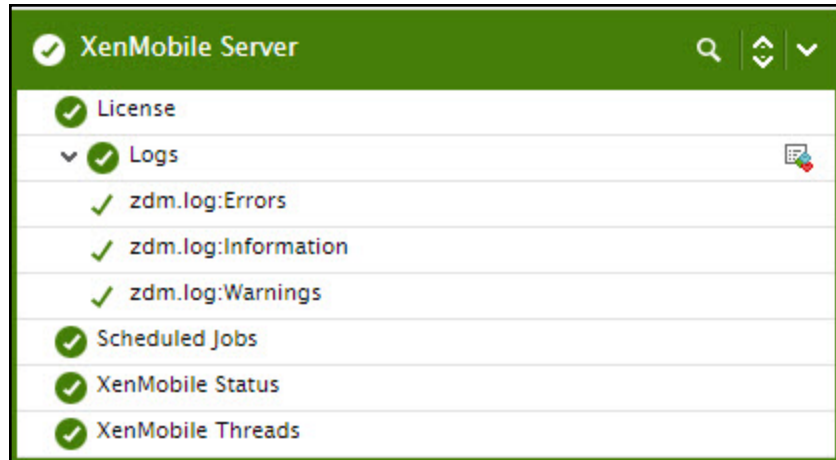 XenMobile Server
License
Logs
zdm.log:Errors
zdm.log:Information
zdm.log:Warnings
Scheduled Jobs
XenMobile Status
XenMobile Threads